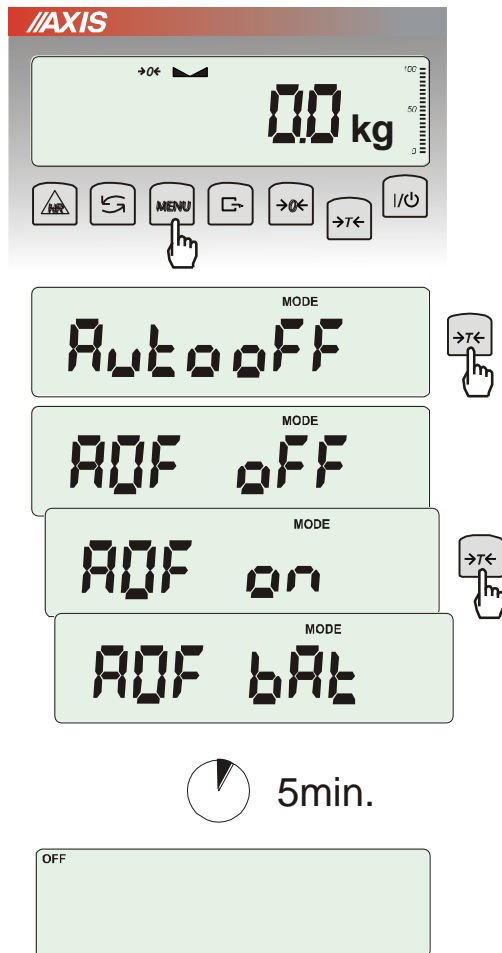 //AXIS
→0←
100
0.0 kg
50
0
HR MENU →0← →T← I/⏻
MODE
AutooFF
→T←
MODE
AOF oFF
MODE
AOF on
→T←
MODE
AOF bAt
5min.
OFF